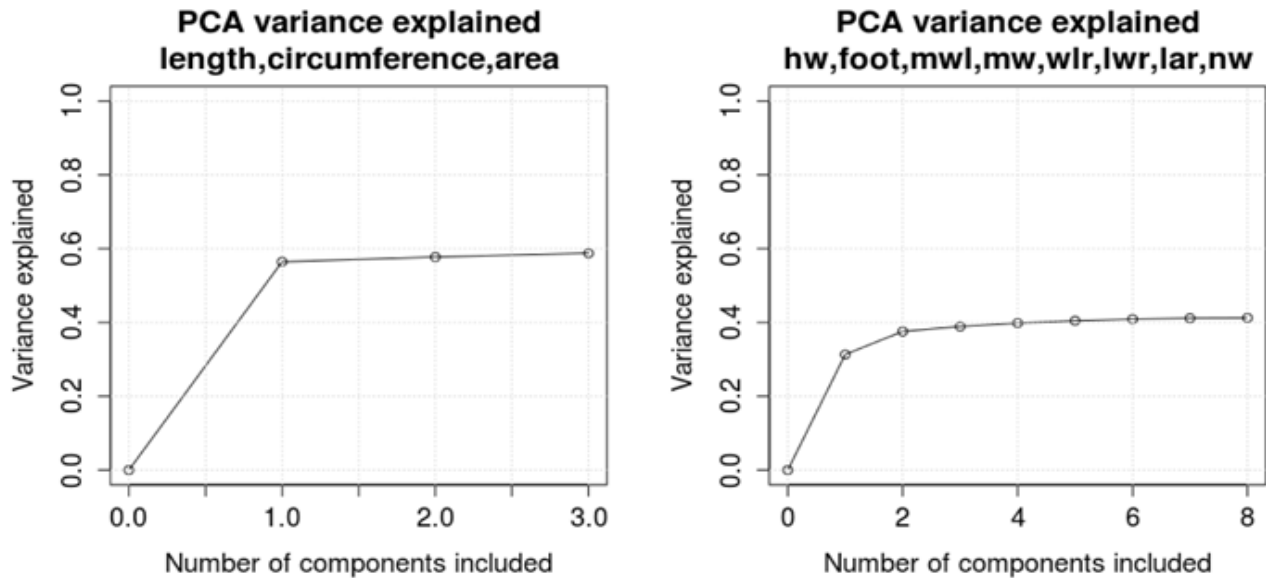 PCA variance explained
length,circumference,area
1.0
0.8
0.6
0.4
0.2
0.0
Variance explained
0.0 1.0 2.0 3.0
Number of components included
PCA variance explained
hw,foot,mwl,mw,wlr,lwr,lar,nw
1.0
0.8
0.6
0.4
0.2
0.0
Variance explained
0 2 4 6 8
Number of components included